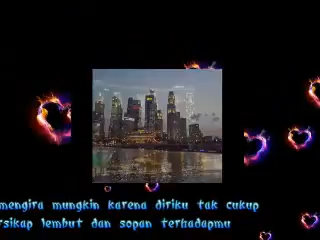 mengira mungkin karena diriku tak cukup
rsikap lembut dan sopan terhadapmu